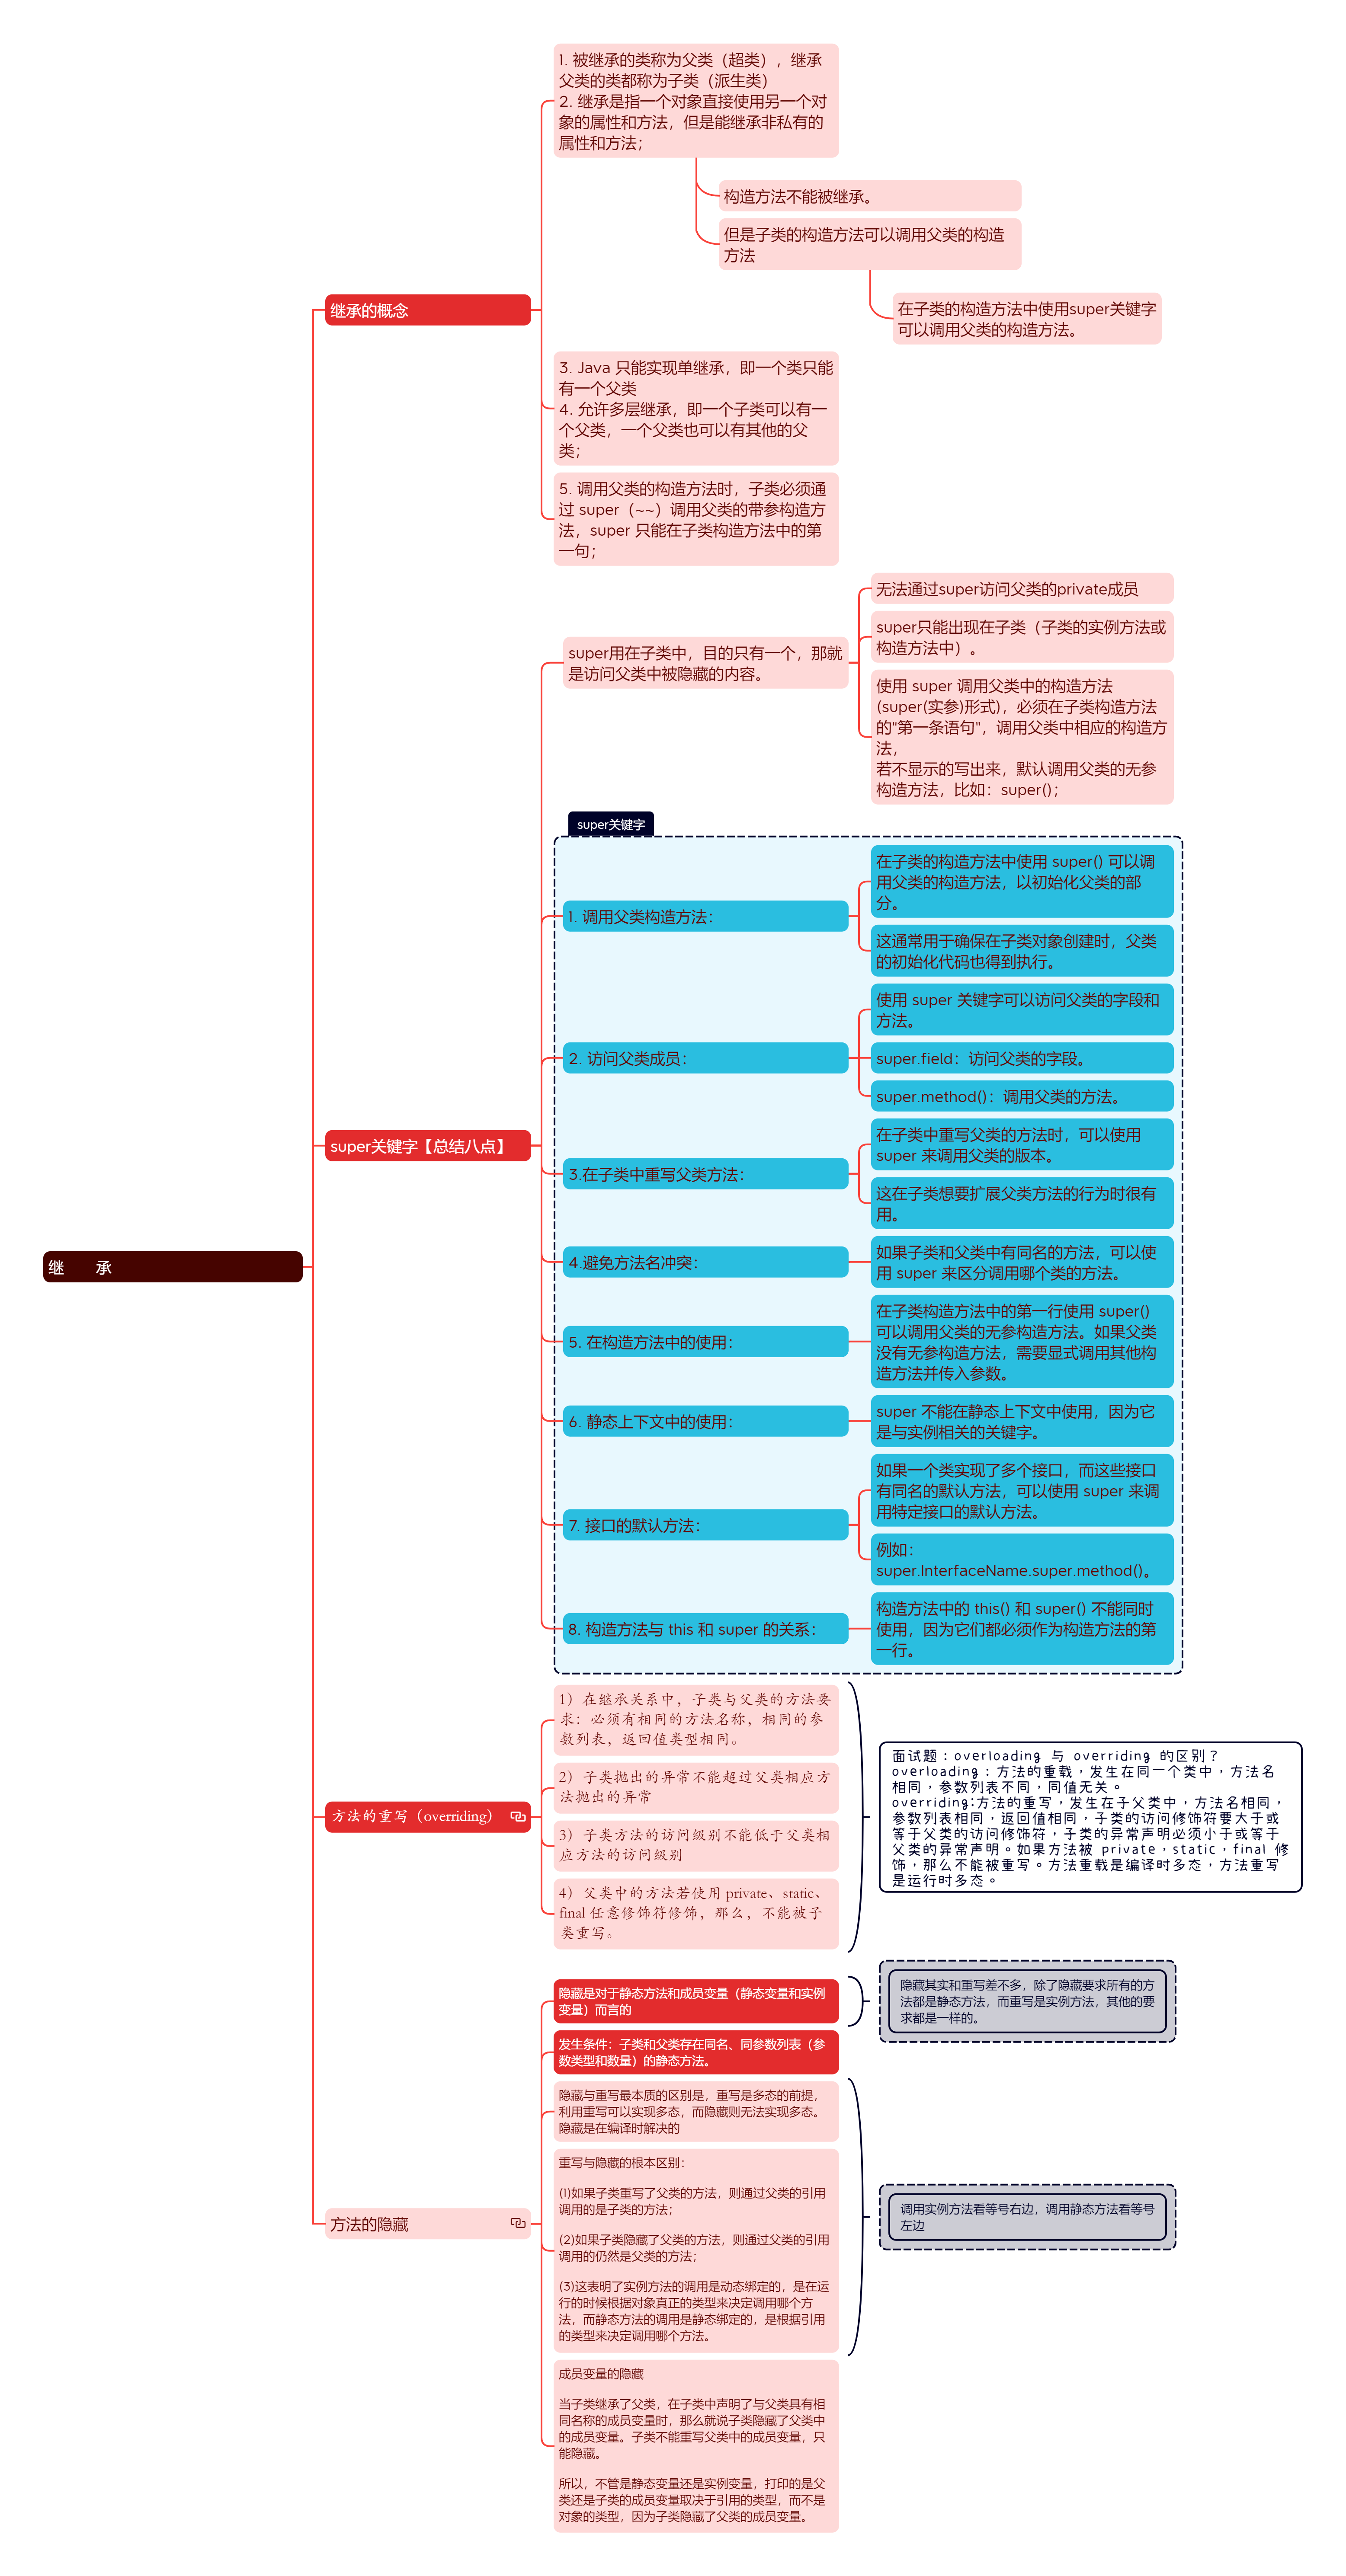 1. 被继承的类称为父类（超类），继承
父类的类都称为子类（派生类）
2. 继承是指一个对象直接使用另一个对
象的属性和方法，但是能继承非私有的
属性和方法；
构造方法不能被继承。
但是子类的构造方法可以调用父类的构造
方法
在子类的构造方法中使用super关键字
可以调用父类的构造方法。
继承的概念
3. Java 只能实现单继承，即一个类只能
有一个父类
4. 允许多层继承，即一个子类可以有一
个父类，一个父类也可以有其他的父
类；
5. 调用父类的构造方法时，子类必须通
过 super（~~）调用父类的带参构造方
法，super 只能在子类构造方法中的第
一句；
super用在子类中，目的只有一个，那就
是访问父类中被隐藏的内容。
无法通过super访问父类的private成员
super只能出现在子类（子类的实例方法或
构造方法中）。
使用 super 调用父类中的构造方法
(super(实参)形式)，必须在子类构造方法
的"第一条语句"，调用父类中相应的构造方
法，
若不显示的写出来，默认调用父类的无参
构造方法，比如：super();
super关键字
1. 调用父类构造方法：
在子类的构造方法中使用 super() 可以调
用父类的构造方法，以初始化父类的部
分。
这通常用于确保在子类对象创建时，父类
的初始化代码也得到执行。
2. 访问父类成员：
使用 super 关键字可以访问父类的字段和
方法。
super.field：访问父类的字段。
super.method()：调用父类的方法。
super关键字【总结八点】
3.在子类中重写父类方法：
在子类中重写父类的方法时，可以使用
super 来调用父类的版本。
这在子类想要扩展父类方法的行为时很有
用。
4.避免方法名冲突：
如果子类和父类中有同名的方法，可以使
用 super 来区分调用哪个类的方法。
继 承
5. 在构造方法中的使用：
在子类构造方法中的第一行使用 super()
可以调用父类的无参构造方法。如果父类
没有无参构造方法，需要显式调用其他构
造方法并传入参数。
6. 静态上下文中的使用：
super 不能在静态上下文中使用，因为它
是与实例相关的关键字。
7. 接口的默认方法：
如果一个类实现了多个接口，而这些接口
有同名的默认方法，可以使用 super 来调
用特定接口的默认方法。
例如：
super.InterfaceName.super.method()。
8. 构造方法与 this 和 super 的关系：
构造方法中的 this() 和 super() 不能同时
使用，因为它们都必须作为构造方法的第
一行。
方法的重写（overriding）
1）在继承关系中，子类与父类的方法要
求：必须有相同的方法名称，相同的参
数列表，返回值类型相同。
2）子类抛出的异常不能超过父类相应方
法抛出的异常
3）子类方法的访问级别不能低于父类相
应方法的访问级别
4）父类中的方法若使用 private、static、
final 任意修饰符修饰，那么，不能被子
类重写。
面试题：overloading 与 overriding 的区别？
overloading：方法的重载，发生在同一个类中，方法名
相同，参数列表不同，同值无关。
overriding:方法的重写，发生在子父类中，方法名相同，
参数列表相同，返回值相同，子类的访问修饰符要大于或
等于父类的访问修饰符，子类的异常声明必须小于或等于
父类的异常声明。如果方法被 private，static，final 修
饰，那么不能被重写。方法重载是编译时多态，方法重写
是运行时多态。
隐藏是对于静态方法和成员变量（静态变量和实例
变量）而言的
隐藏其实和重写差不多，除了隐藏要求所有的方
法都是静态方法，而重写是实例方法，其他的要
求都是一样的。
发生条件：子类和父类存在同名、同参数列表（参
数类型和数量）的静态方法。
隐藏与重写最本质的区别是，重写是多态的前提，
利用重写可以实现多态，而隐藏则无法实现多态。
隐藏是在编译时解决的
方法的隐藏
重写与隐藏的根本区别：
(1)如果子类重写了父类的方法，则通过父类的引用
调用的是子类的方法；
(2)如果子类隐藏了父类的方法，则通过父类的引用
调用的仍然是父类的方法；
(3)这表明了实例方法的调用是动态绑定的，是在运
行的时候根据对象真正的类型来决定调用哪个方
法，而静态方法的调用是静态绑定的，是根据引用
的类型来决定调用哪个方法。
调用实例方法看等号右边，调用静态方法看等号
左边
成员变量的隐藏
当子类继承了父类，在子类中声明了与父类具有相
同名称的成员变量时，那么就说子类隐藏了父类中
的成员变量。子类不能重写父类中的成员变量，只
能隐藏。
所以，不管是静态变量还是实例变量，打印的是父
类还是子类的成员变量取决于引用的类型，而不是
对象的类型，因为子类隐藏了父类的成员变量。